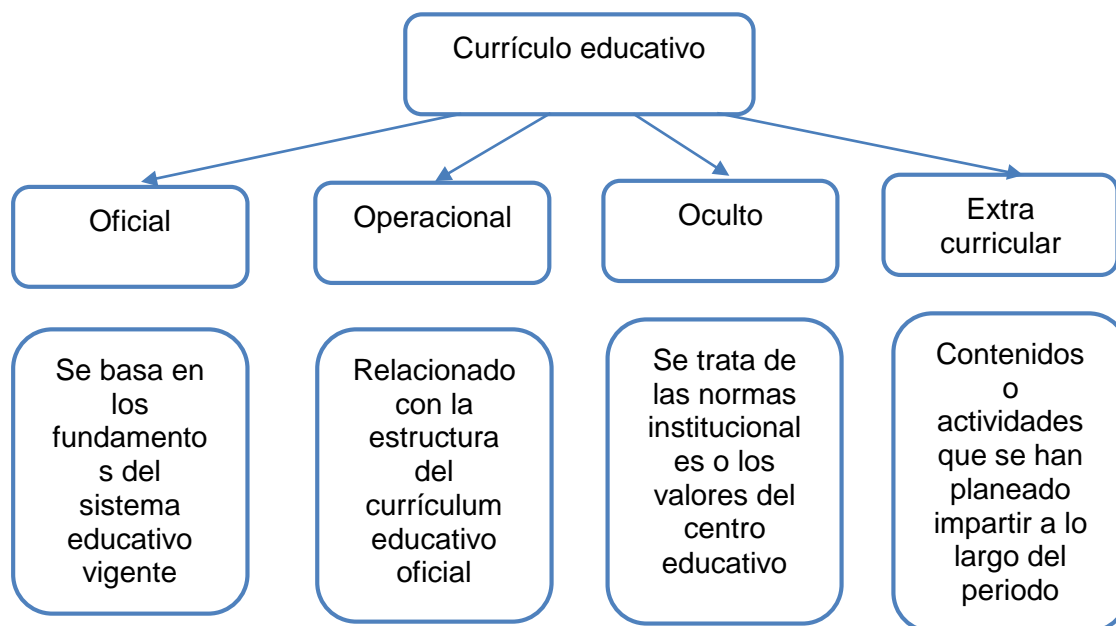 Currículo educativo
Oficial
Operacional
Oculto
Extra
curricular
Se basa en
los
fundamento
s del
sistema
educativo
vigente
Relacionado
con la
estructura
del
currículum
educativo
oficial
Se trata de
las normas
institucional
es o los
valores del
centro
educativo
Contenidos
o
actividades
que se han
planeado
impartir a lo
largo del
periodo